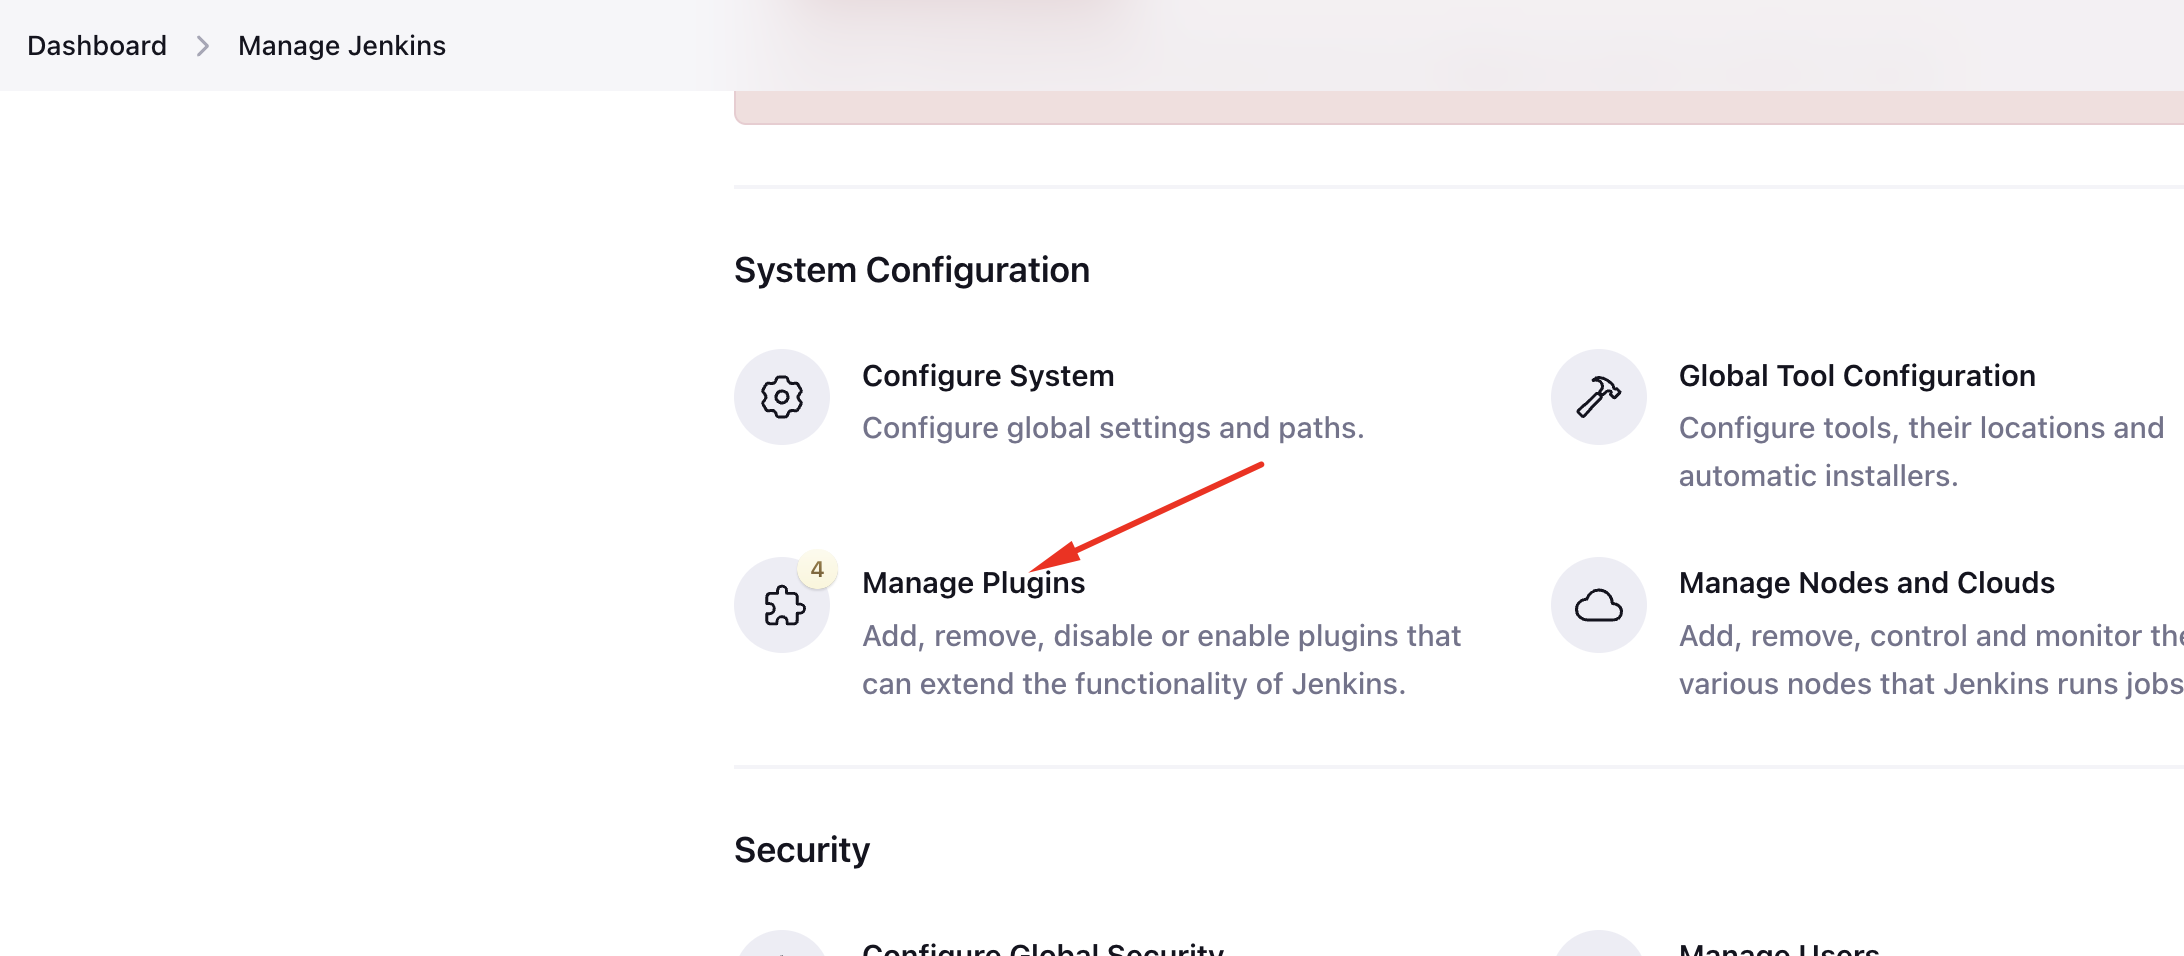 Dashboard
Manage Jenkins
System Configuration
Configure System
Configure global settings and paths.
Global Tool Configuration
Configure tools, their locations and
automatic installers.
4
Manage Plugins
Add, remove, disable or enable plugins that
can extend the functionality of Jenkins.
Manage Nodes and Clouds
Add, remove, control and monitor the
various nodes that Jenkins runs jobs
Security
Configure Global Security
Manage Users